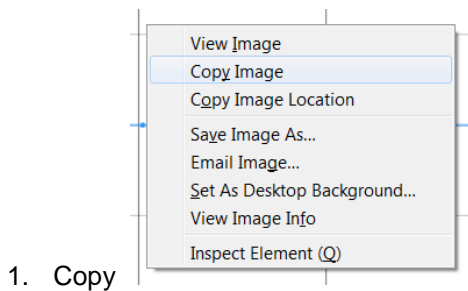 View Image
Copy Image
Copy Image Location
Save Image As...
Email Image...
Set As Desktop Background...
View Image Info
Inspect Element (Q)
1. Copy